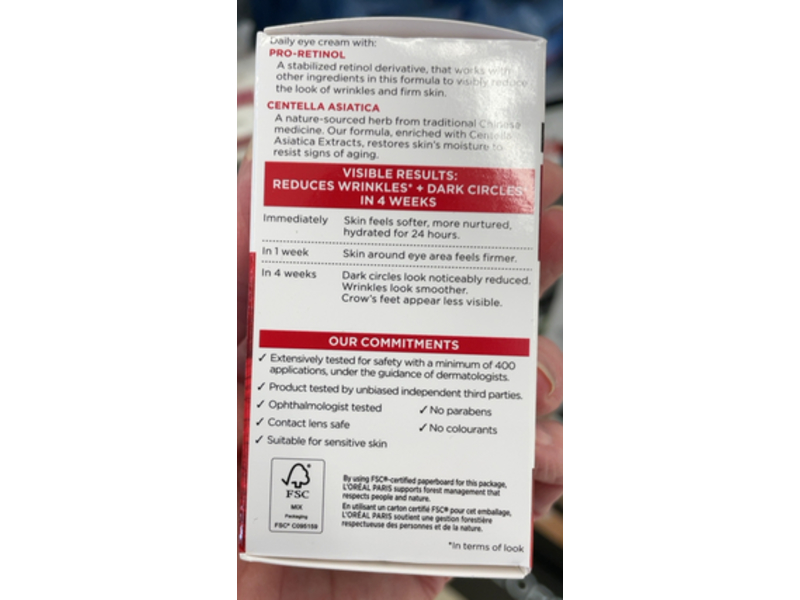 Daily eye cream with:
PRO-RETINOL
A stabilized retinol derivative, that works with
other ingredients in this formula to visibly reduce
the look of wrinkles and firm skin.
CENTELLA ASIATICA
A nature-sourced herb from traditional Chinese
medicine. Our formula, enriched with Centella
Asiatica Extracts, restores skin's moisture to
resist signs of aging.
VISIBLE RESULTS:
REDUCES WRINKLES* + DARK CIRCLES*
IN 4 WEEKS
Immediately Skin feels softer, more nurtured,
hydrated for 24 hours.
In 1 week Skin around eye area feels firmer.
In 4 weeks Dark circles look noticeably reduced.
Wrinkles look smoother.
Crow's feet appear less visible.
OUR COMMITMENTS
✓ Extensively tested for safety with a minimum of 400
applications, under the guidance of dermatologists.
✓ Product tested by unbiased independent third parties.
✓ Ophthalmologist tested ✓ No parabens
✓ Contact lens safe ✓ No colourants
✓ Suitable for sensitive skin
FSC
MIX
Packaging
FSC® C095159
By using FSC®-certified paperboard for this package,
L'ORÉAL PARIS supports forest management that
respects people and nature.
En utilisant un carton certifié FSC® pour cet emballage,
L'ORÉAL PARIS soutient une gestion forestière
respectueuse des personnes et de la nature.
*In terms of look